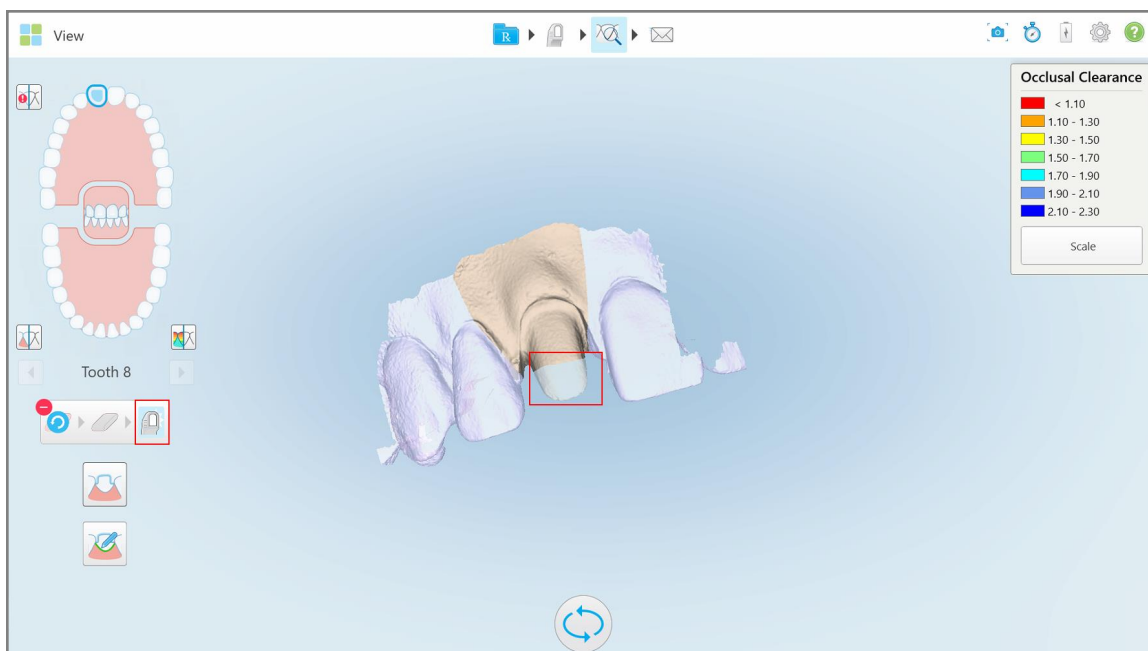 View
R
?
Occlusal Clearance
< 1.10
1.10 - 1.30
1.30 - 1.50
1.50 - 1.70
1.70 - 1.90
1.90 - 2.10
2.10 - 2.30
Scale
Tooth 8